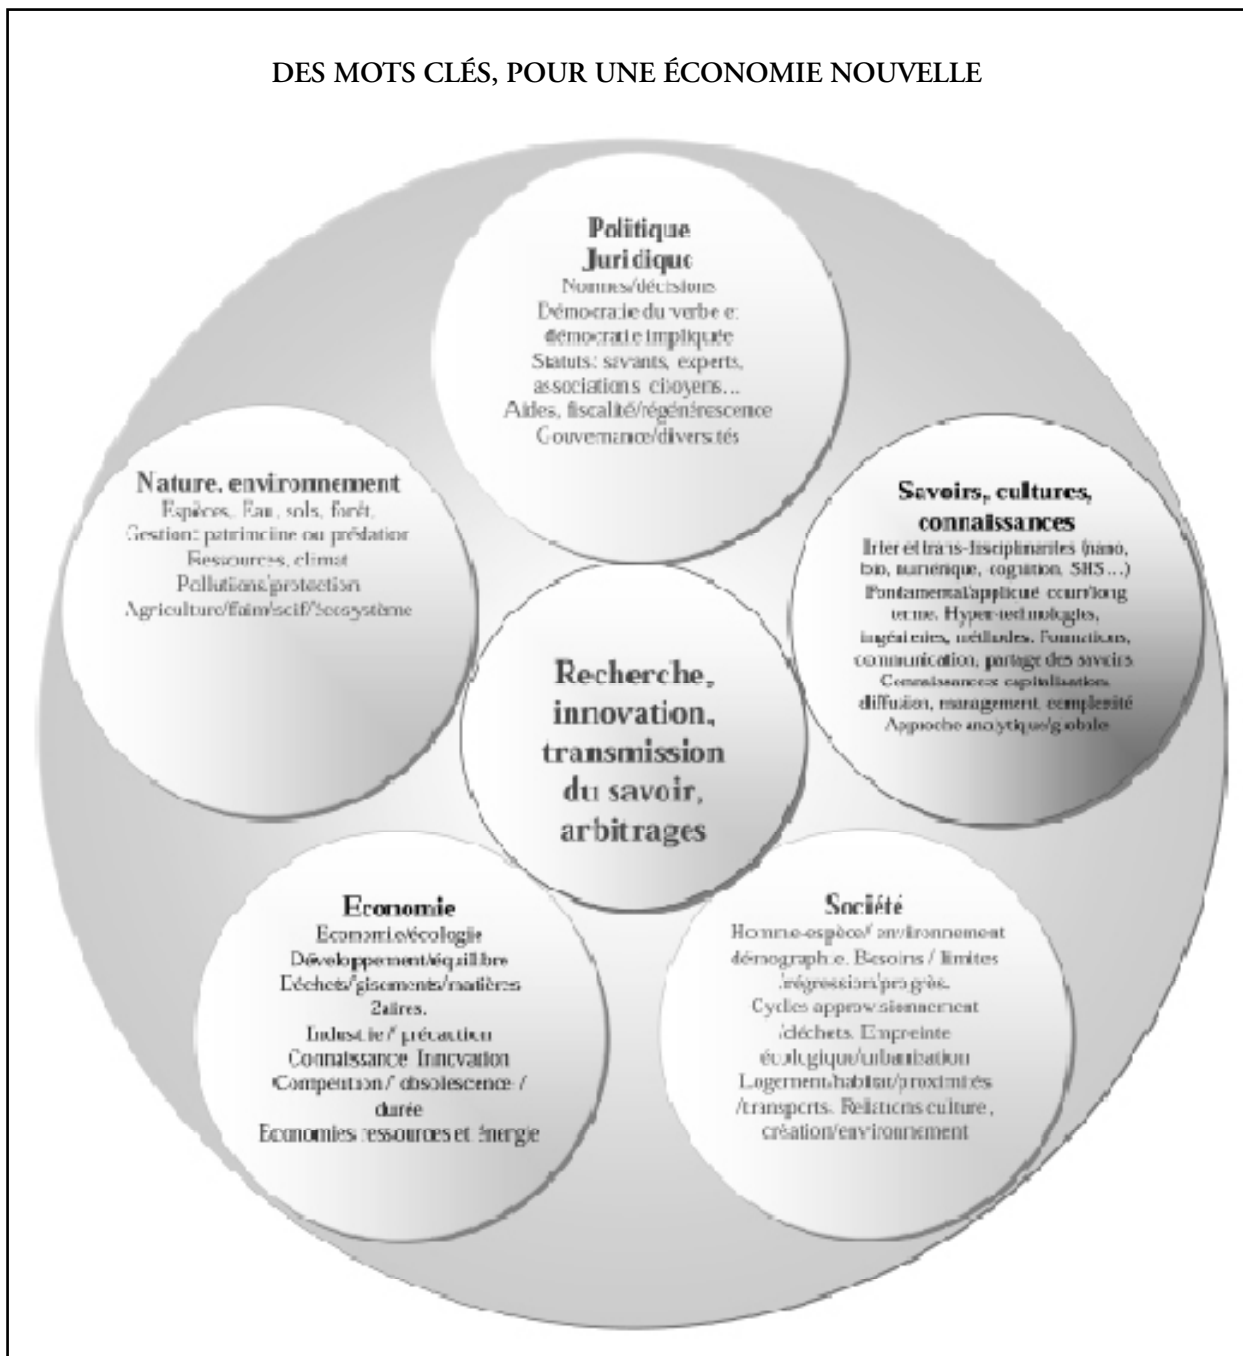 DES MOTS CLÉS, POUR UNE ÉCONOMIE NOUVELLE
Politique
Juridique
Normes/décisions
Démocratie du verbe et
démocratie impliquée
Statuts: savants, experts,
associations citoyens...
Aides, fiscalité/régénérescence
Gouvernance/diversités
Nature, environnement
Espèces, Eau, sols, forêt,
Gestion: patrimoine ou prédation
Ressources, climat
Pollutions/protection
Agriculture/faim/soif/écosystème
Savoirs, cultures,
connaissances
Inter et trans-disciplinarités (nano,
bio, numérique, cognition, SHS...)
Fondamental/appliqué court/long
terme. Hyper-technologies,
ingénieries, méthodes. Formations,
communication, partage des savoirs
Connaissances capitalisation,
diffusion, management, complexité
Approche analytique/globale
Recherche,
innovation,
transmission
du savoir,
arbitrages
Economie
Economie/écologie
Développement/équilibre
Déchets/gisements/matières
2aires.
Industrie/ précaution
Connaissance Innovation
Compétition/ obsolescence /
durée
Economies ressources et énergie
Société
Homme-espèce/ environnement
démographie. Besoins / limites
/régression/progrès.
Cycles approvisionnement
/déchets. Empreinte
écologique/urbanisation
Logement/habitat/proximités
/transports. Relations culture,
création/environnement